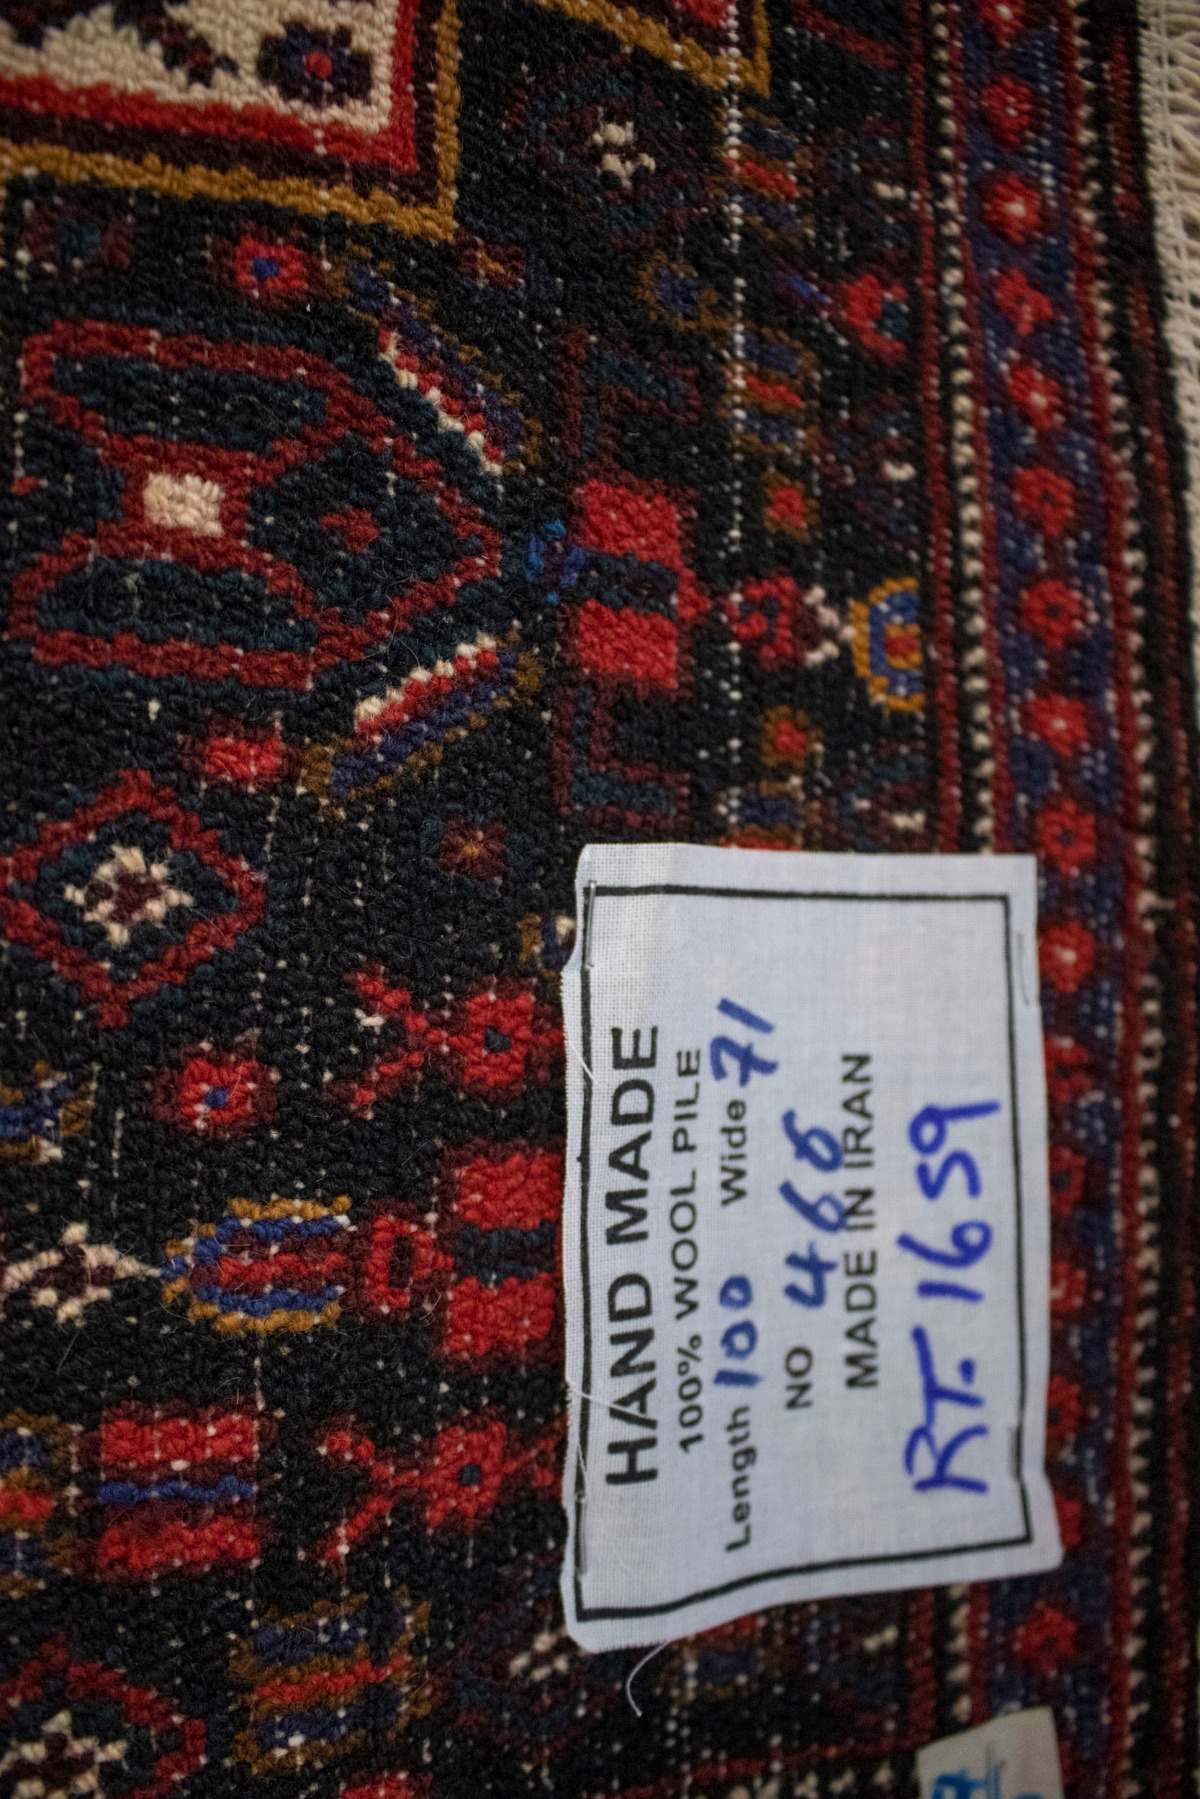 HAND MADE
100% WOOL PILE
Length 100 Wide 71
NO 466
MADE IN IRAN
RT. 1659